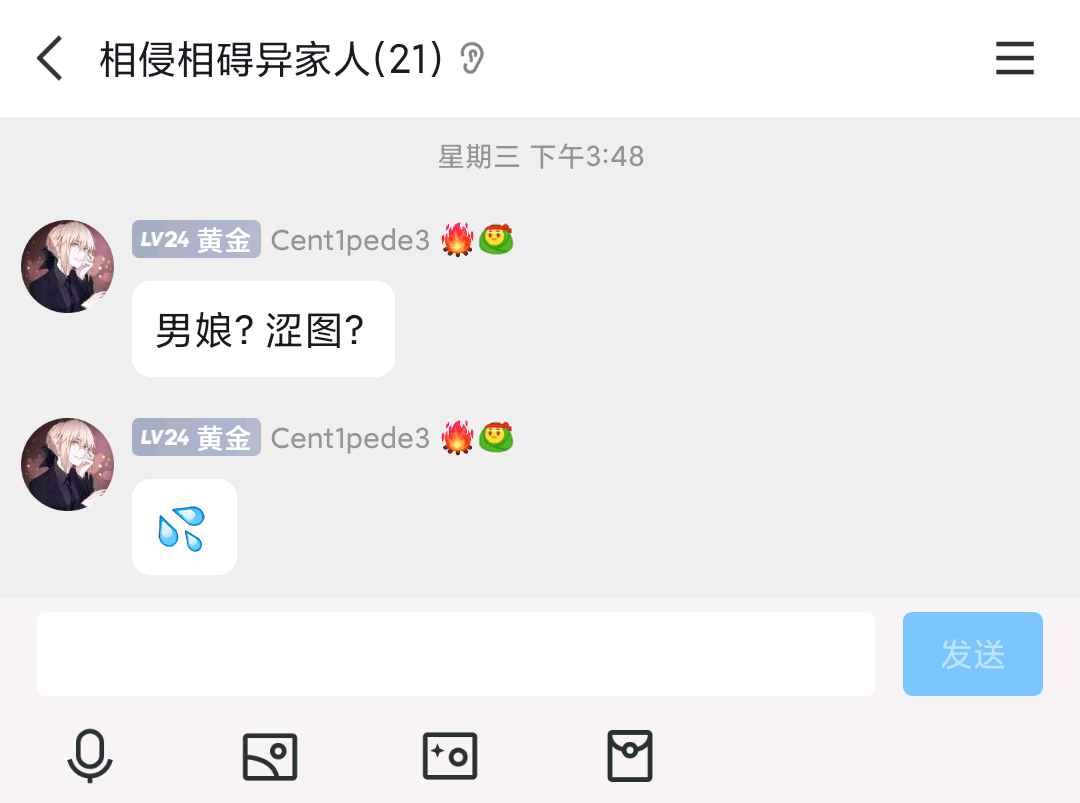 相侵相碍异家人(21)
星期三 下午3:48
LV24 黄金 Cent1pede3 🔥
男娘? 涩图?
LV24 黄金 Cent1pede3 🔥
💦
发送